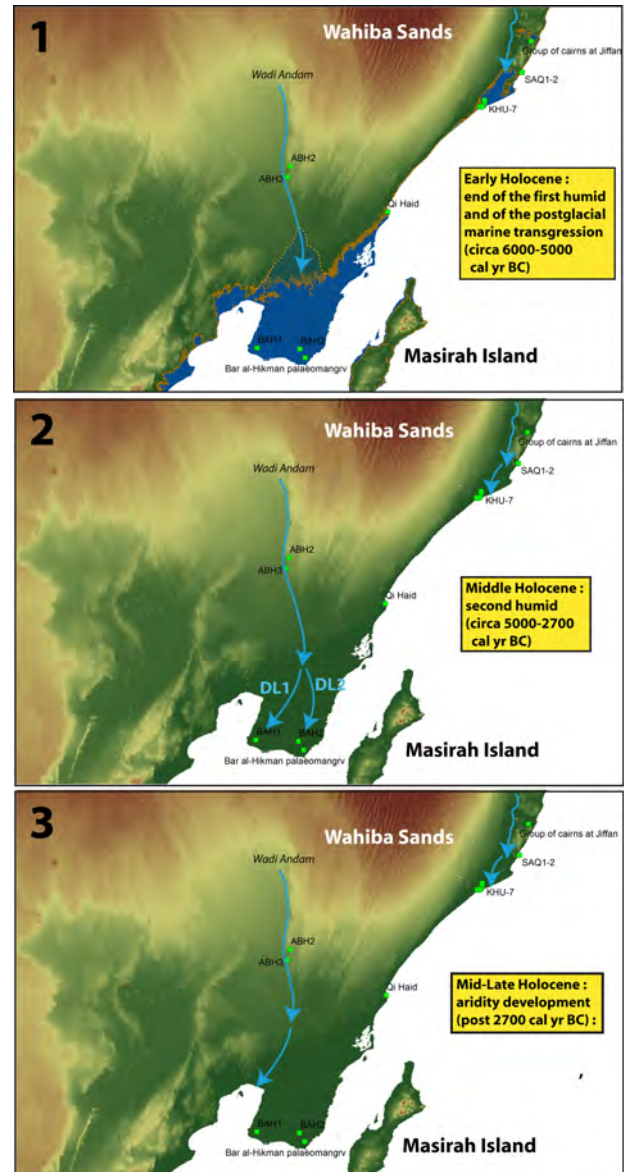 1
Wahiba Sands
Group of cairns at Jiffan
Wadi Andam
SAQ1-2
KHU-7
ABH2
ABH3
Early Holocene :
end of the first humid
and of the postglacial
marine transgression
(circa 6000-5000
cal yr BC)
Qi Haid
BAH1
BAH2
Masirah Island
Bar al-Hikman palaeomangrv
2
Wahiba Sands
Group of cairns at Jiffan
Wadi Andam
SAQ1-2
KHU-7
ABH2
ABH3
Middle Holocene :
second humid
(circa 5000-2700
cal yr BC)
Qi Haid
DL1
DL2
BAH1
BAH2
Masirah Island
Bar al-Hikman palaeomangrv
3
Wahiba Sands
Group of cairns at Jiffan
Wadi Andam
SAQ1-2
KHU-7
ABH2
ABH3
Mid-Late Holocene :
aridity development
(post 2700 cal yr BC) :
Qi Haid
,
BAH1
BAH2
Masirah Island
Bar al-Hikman palaeomangrv